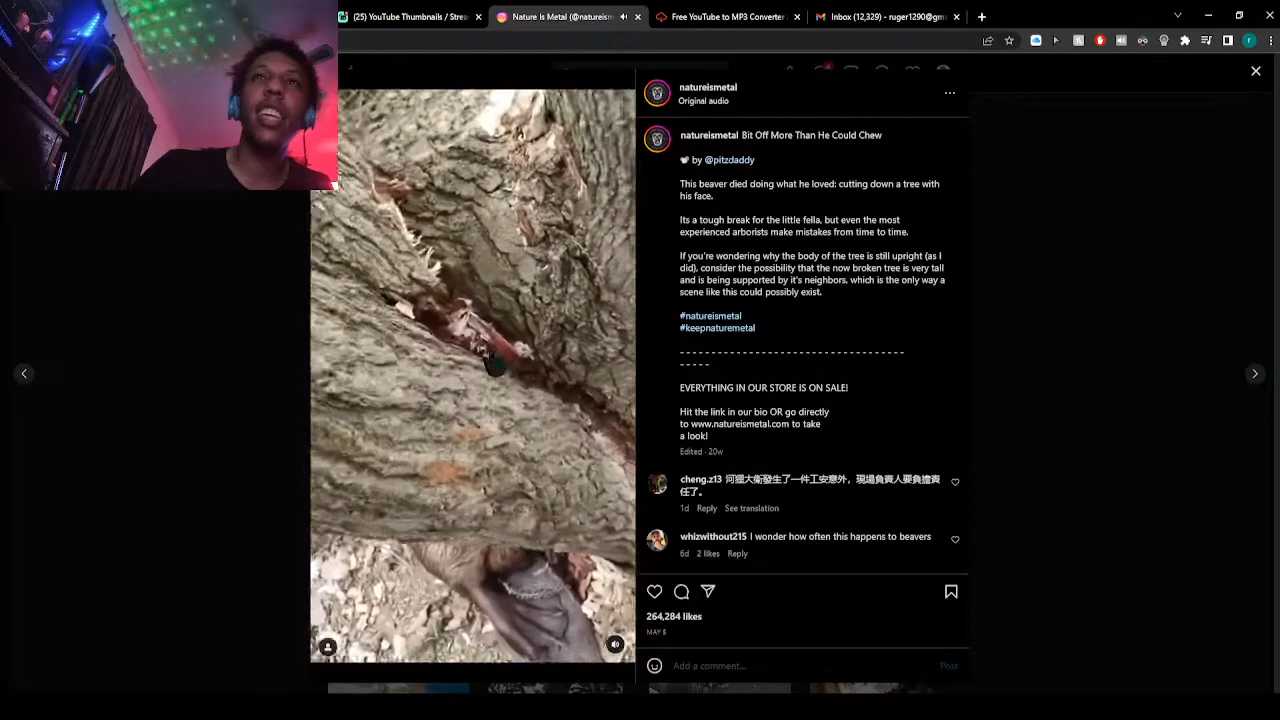 (25) YouTube Thumbnails / Strea
Nature is Metal (@natureism
Free YouTube to MP3 Converter
Inbox (12,329) - ruger1290@gm
natureismetal
Original audio
natureismetal Bit Off More Than He Could Chew
by @pitzdaddy
This beaver died doing what he loved: cutting down a tree with
his face.
Its a tough break for the little fella, but even the most
experienced arborists make mistakes from time to time.
If you're wondering why the body of the tree is still upright (as I
did), consider the possibility that the now broken tree is very tall
and is being supported by it's neighbors, which is the only way a
scene like this could possibly exist.
#natureismetal
#keepnaturemetal
- - - - - - - - - - - - - - - - - - - - - - - - - - - - - - - - - - - -
- - - - -
EVERYTHING IN OUR STORE IS ON SALE!
Hit the link in our bio OR go directly
to www.natureismetal.com to take
a look!
Edited · 20w
cheng.z13 河狸大衛發生了一件工安意外，現場負責人要負擔責
任了。
1d Reply See translation
whizwithout215 I wonder how often this happens to beavers
6d 2 likes Reply
264,284 likes
MAY 5
Add a comment...
Post